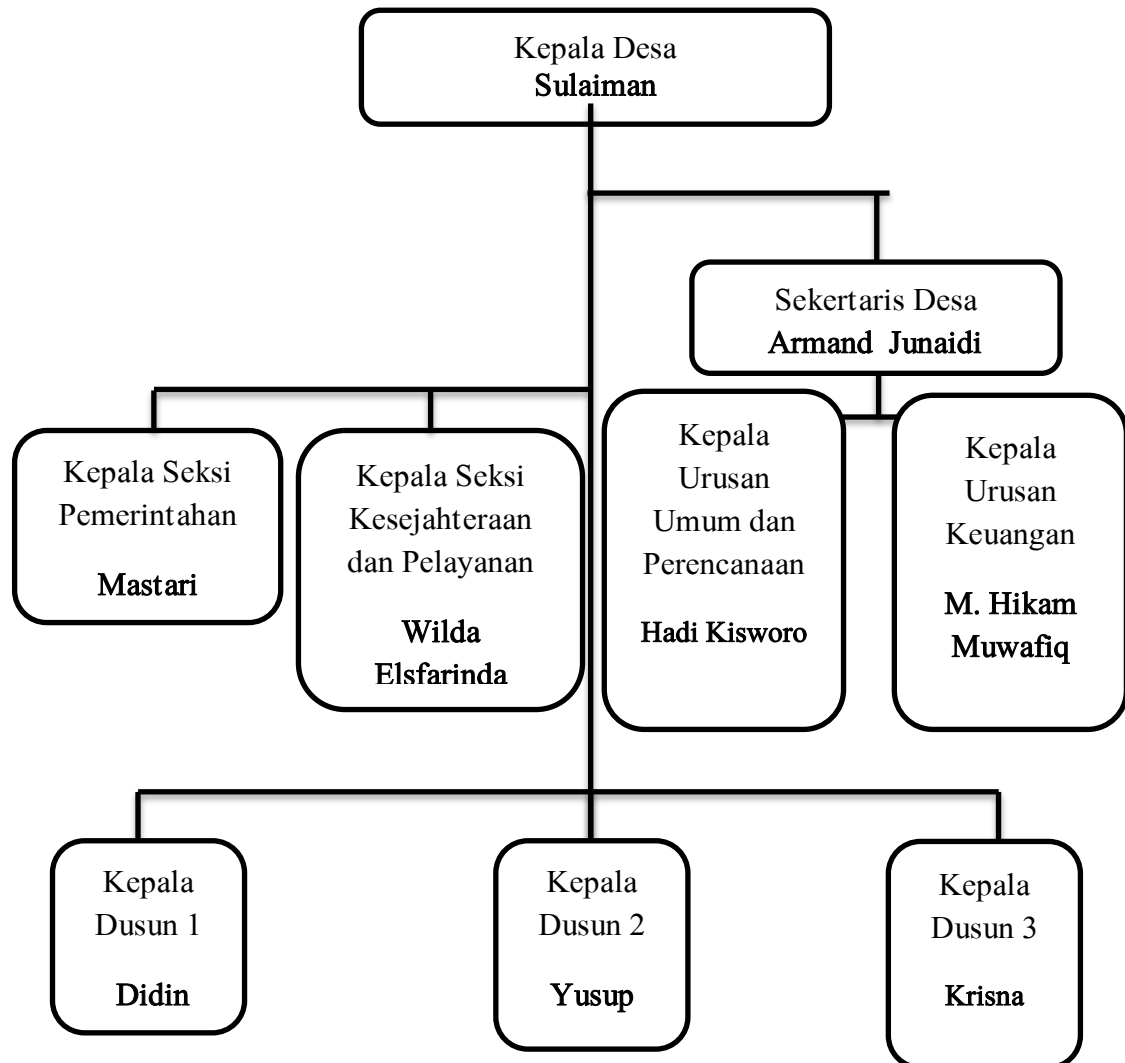 Kepala Desa
Sulaiman
Sekertaris Desa
Armand Junaidi
Kepala Seksi
Pemerintahan
Mastari
Kepala Seksi
Kesejahteraan
dan Pelayanan
Wilda
Elsfarinda
Kepala
Urusan
Umum dan
Perencanaan
Hadi Kisworo
Kepala
Urusan
Keuangan
M. Hikam
Muwafiq
Kepala
Dusun 1
Didin
Kepala
Dusun 2
Yusup
Kepala
Dusun 3
Krisna